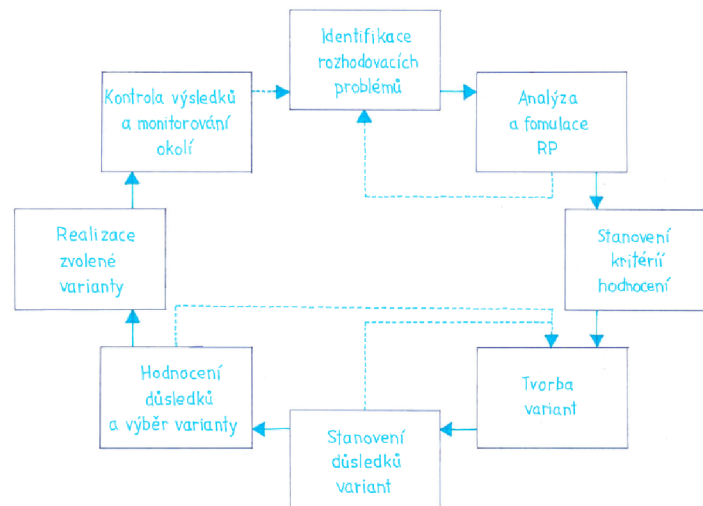 Identifikace
rozhodovacích
problémů
Analýza
a fomulace
RP
Stanovení
kritérií
hodnocení
Tvorba
variant
Stanovení
důsledků
variant
Hodnocení
důsledků
a výběr varianty
Realizace
zvolené
varianty
Kontrola výsledků
a monitorování
okolí